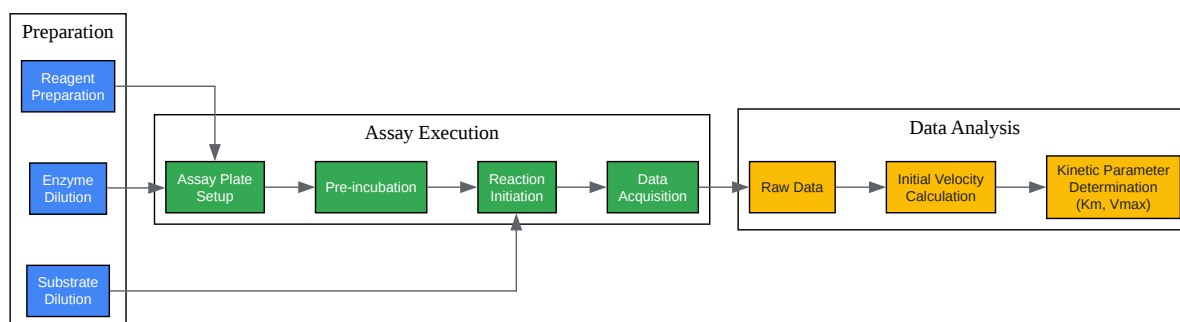 Preparation
Reagent
Preparation
Enzyme
Dilution
Substrate
Dilution
Assay Execution
Assay Plate
Setup
Pre-incubation
Reaction
Initiation
Data
Acquisition
Data Analysis
Raw Data
Initial Velocity
Calculation
Kinetic Parameter
Determination
(Km, Vmax)